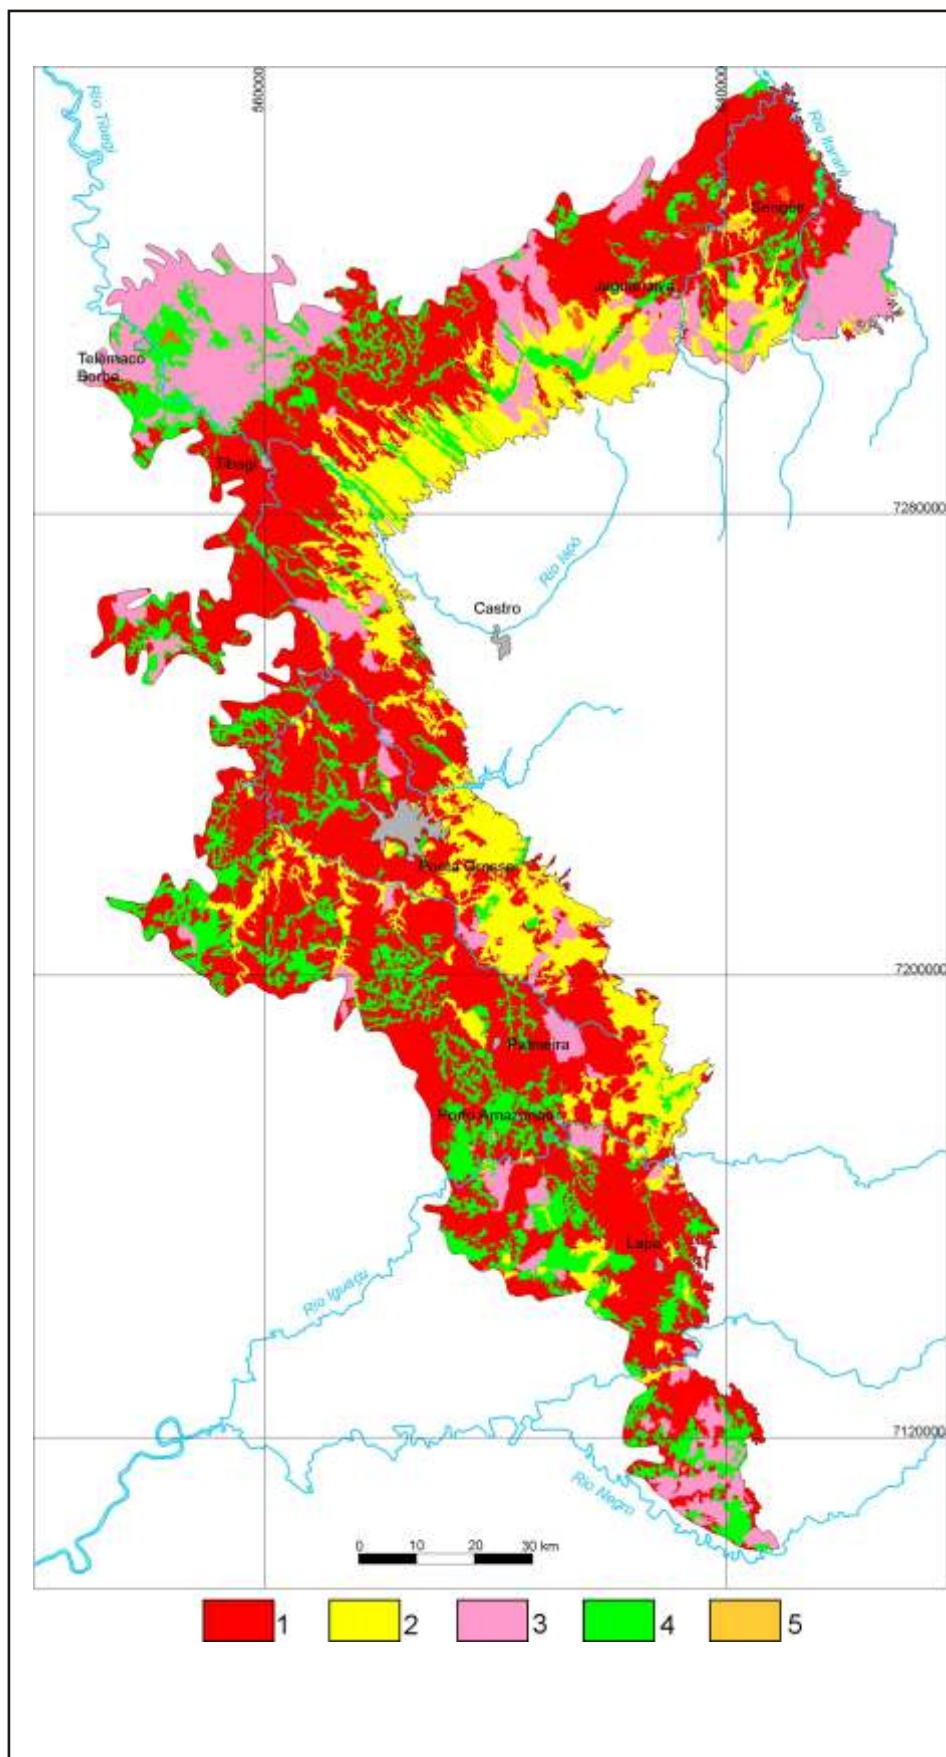 560000
640000
Rio Tibagi
Rio Itararé
Sengés
Jaguariaíva
Telêmaco
Borba
Tibagi
7280000
Rio Iapó
Castro
Ponta Grossa
7200000
Palmeira
Porto Amazonas
Lapa
Rio Iguaçu
7120000
Rio Negro
0 10 20 30 km
1 2 3 4 5